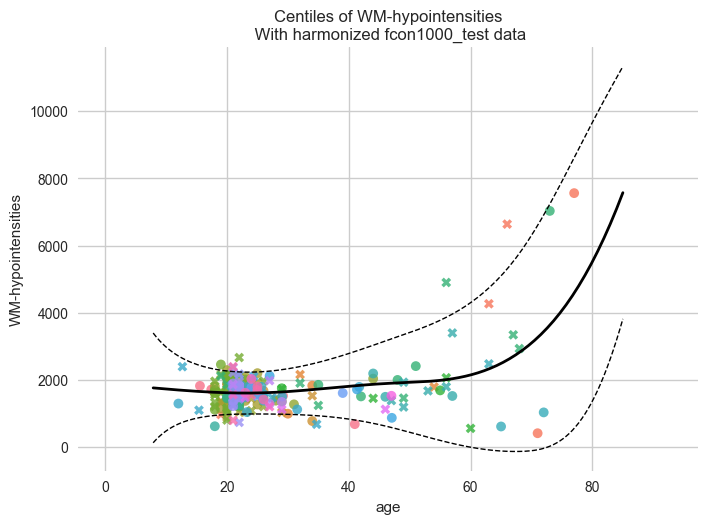 Centiles of WM-hypointensities
With harmonized fcon1000_test data
WM-hypointensities
10000
8000
6000
4000
2000
0
0 20 40 60 80
age